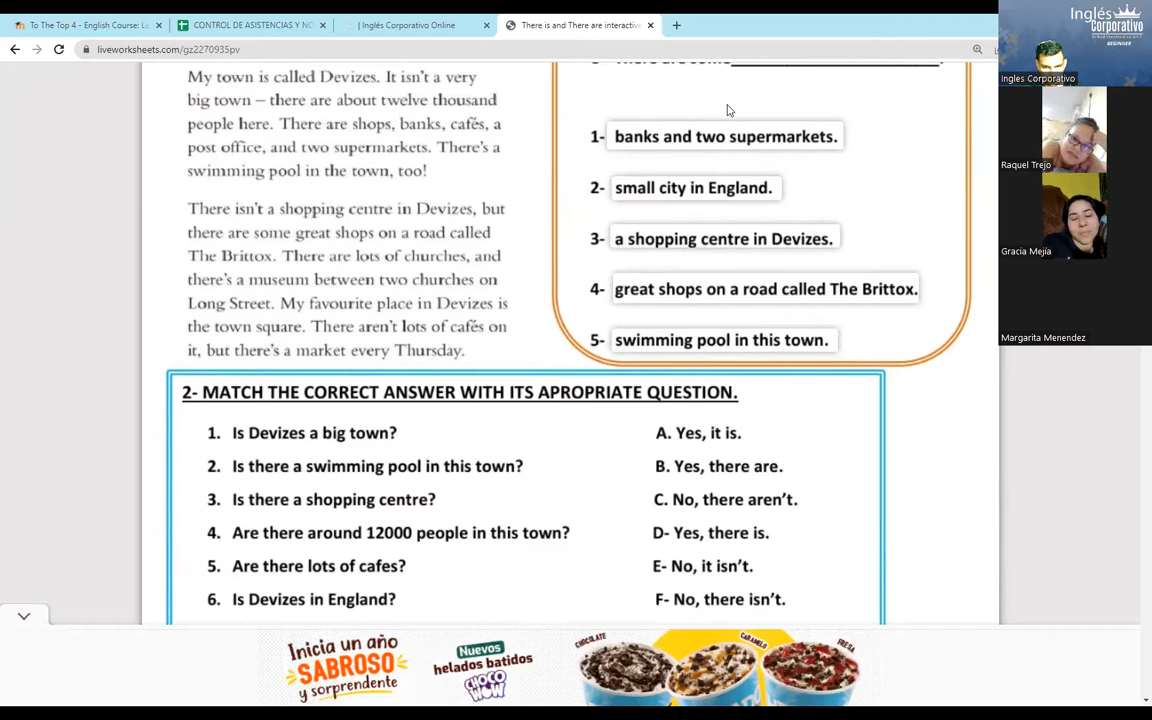 To The Top 4 - English Course: Le
CONTROL DE ASISTENCIAS Y NO
| Inglés Corporativo Online
There is and There are interactive
liveworksheets.com/gz2270935pv
My town is called Devizes. It isn't a very
big town – there are about twelve thousand
people here. There are shops, banks, cafés, a
post office, and two supermarkets. There's a
swimming pool in the town, too!
There isn't a shopping centre in Devizes, but
there are some great shops on a road called
The Brittox. There are lots of churches, and
there's a museum between two churches on
Long Street. My favourite place in Devizes is
the town square. There aren't lots of cafés on
it, but there's a market every Thursday.
1- banks and two supermarkets.
2- small city in England.
3- a shopping centre in Devizes.
4- great shops on a road called The Brittox.
5- swimming pool in this town.
2- MATCH THE CORRECT ANSWER WITH ITS APROPRIATE QUESTION.
1. Is Devizes a big town? A. Yes, it is.
2. Is there a swimming pool in this town? B. Yes, there are.
3. Is there a shopping centre? C. No, there aren't.
4. Are there around 12000 people in this town? D- Yes, there is.
5. Are there lots of cafes? E- No, it isn't.
6. Is Devizes in England? F- No, there isn't.
Inicia un año
SABROSO
y sorprendente
Nuevos
helados batidos
CHOCO
WOW
CHOCOLATE
CARAMELO
FRESA
Inglés
Corporativo
BEGINNER
Ingles Corporativo
Raquel Trejo
Gracia Mejía
Margarita Menendez